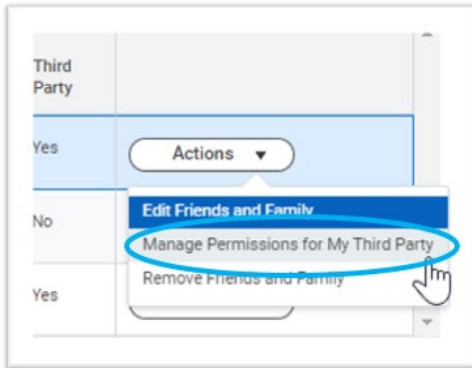 Third
Party
Yes
Actions
Edit Friends and Family
No
Manage Permissions for My Third Party
Remove Friends and Family
Yes